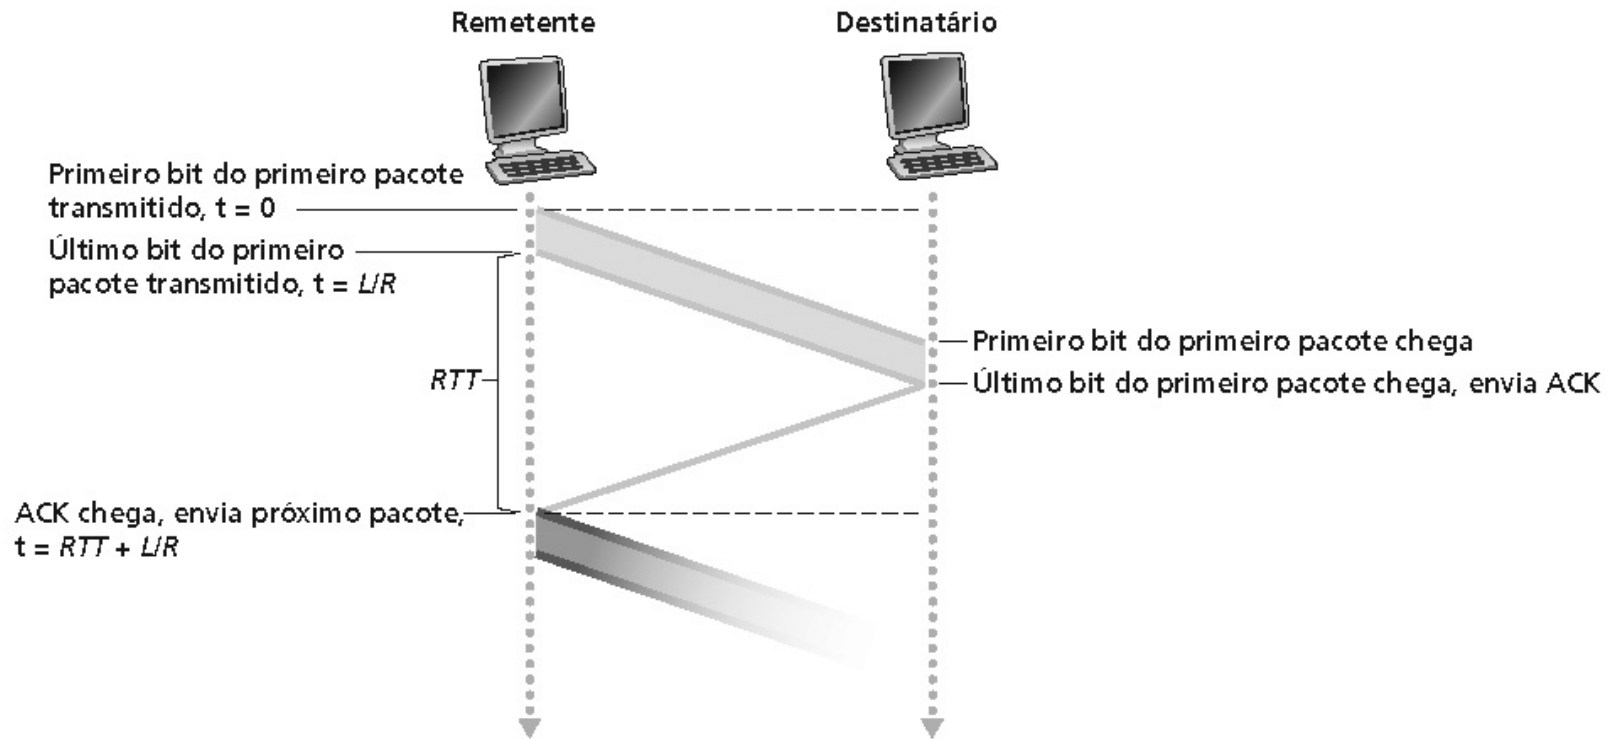 Remetente
Destinatário
Primeiro bit do primeiro pacote
transmitido, t = 0
Último bit do primeiro
pacote transmitido, t = L/R
Primeiro bit do primeiro pacote chega
RTT
Último bit do primeiro pacote chega, envia ACK
ACK chega, envia próximo pacote,
t = RTT + L/R